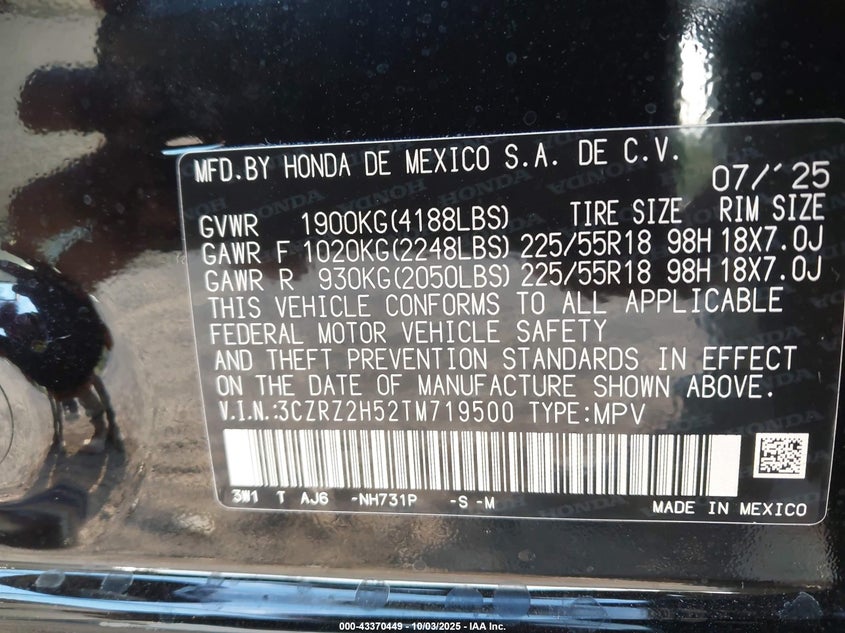 MFD.BY HONDA DE MEXICO S.A. DE C.V.
07/'25
GVWR 1900KG(4188LBS) TIRE SIZE RIM SIZE
GAWR F 1020KG(2248LBS) 225/55R18 98H 18X7.0J
GAWR R 930KG(2050LBS) 225/55R18 98H 18X7.0J
THIS VEHICLE CONFORMS TO ALL APPLICABLE
FEDERAL MOTOR VEHICLE SAFETY
AND THEFT PREVENTION STANDARDS IN EFFECT
ON THE DATE OF MANUFACTURE SHOWN ABOVE.
V.I.N.:3CZRZ2H52TM719500 TYPE:MPV
3W1 T AJ6 -NH731P -S -M
MADE IN MEXICO
000-43370449 - 10/03/2025 - IAA Inc.